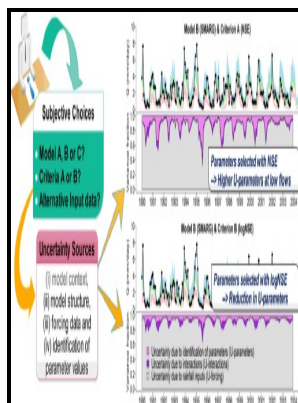 Subjective Choices
• Model A, B or C?
• Criteria A or B?
• Alternative Input data?
Uncertainty Sources
(i) model context,
(ii) model structure,
(iii) forcing data and
(iv) identification of
parameter values
Model B (SMARG) & Criterion A (NSE)
Parameters selected with NSE
→ Higher U-parameters at low flows
Model B (SMARG) & Criterion B (logNSE)
Parameters selected with logNSE
→ Reduction in U-parameters
Uncertainty due to identification of parameters (U-parameters)
Uncertainty due to interactions (U-interactions)
Uncertainty due to rainfall inputs (U-forcing)